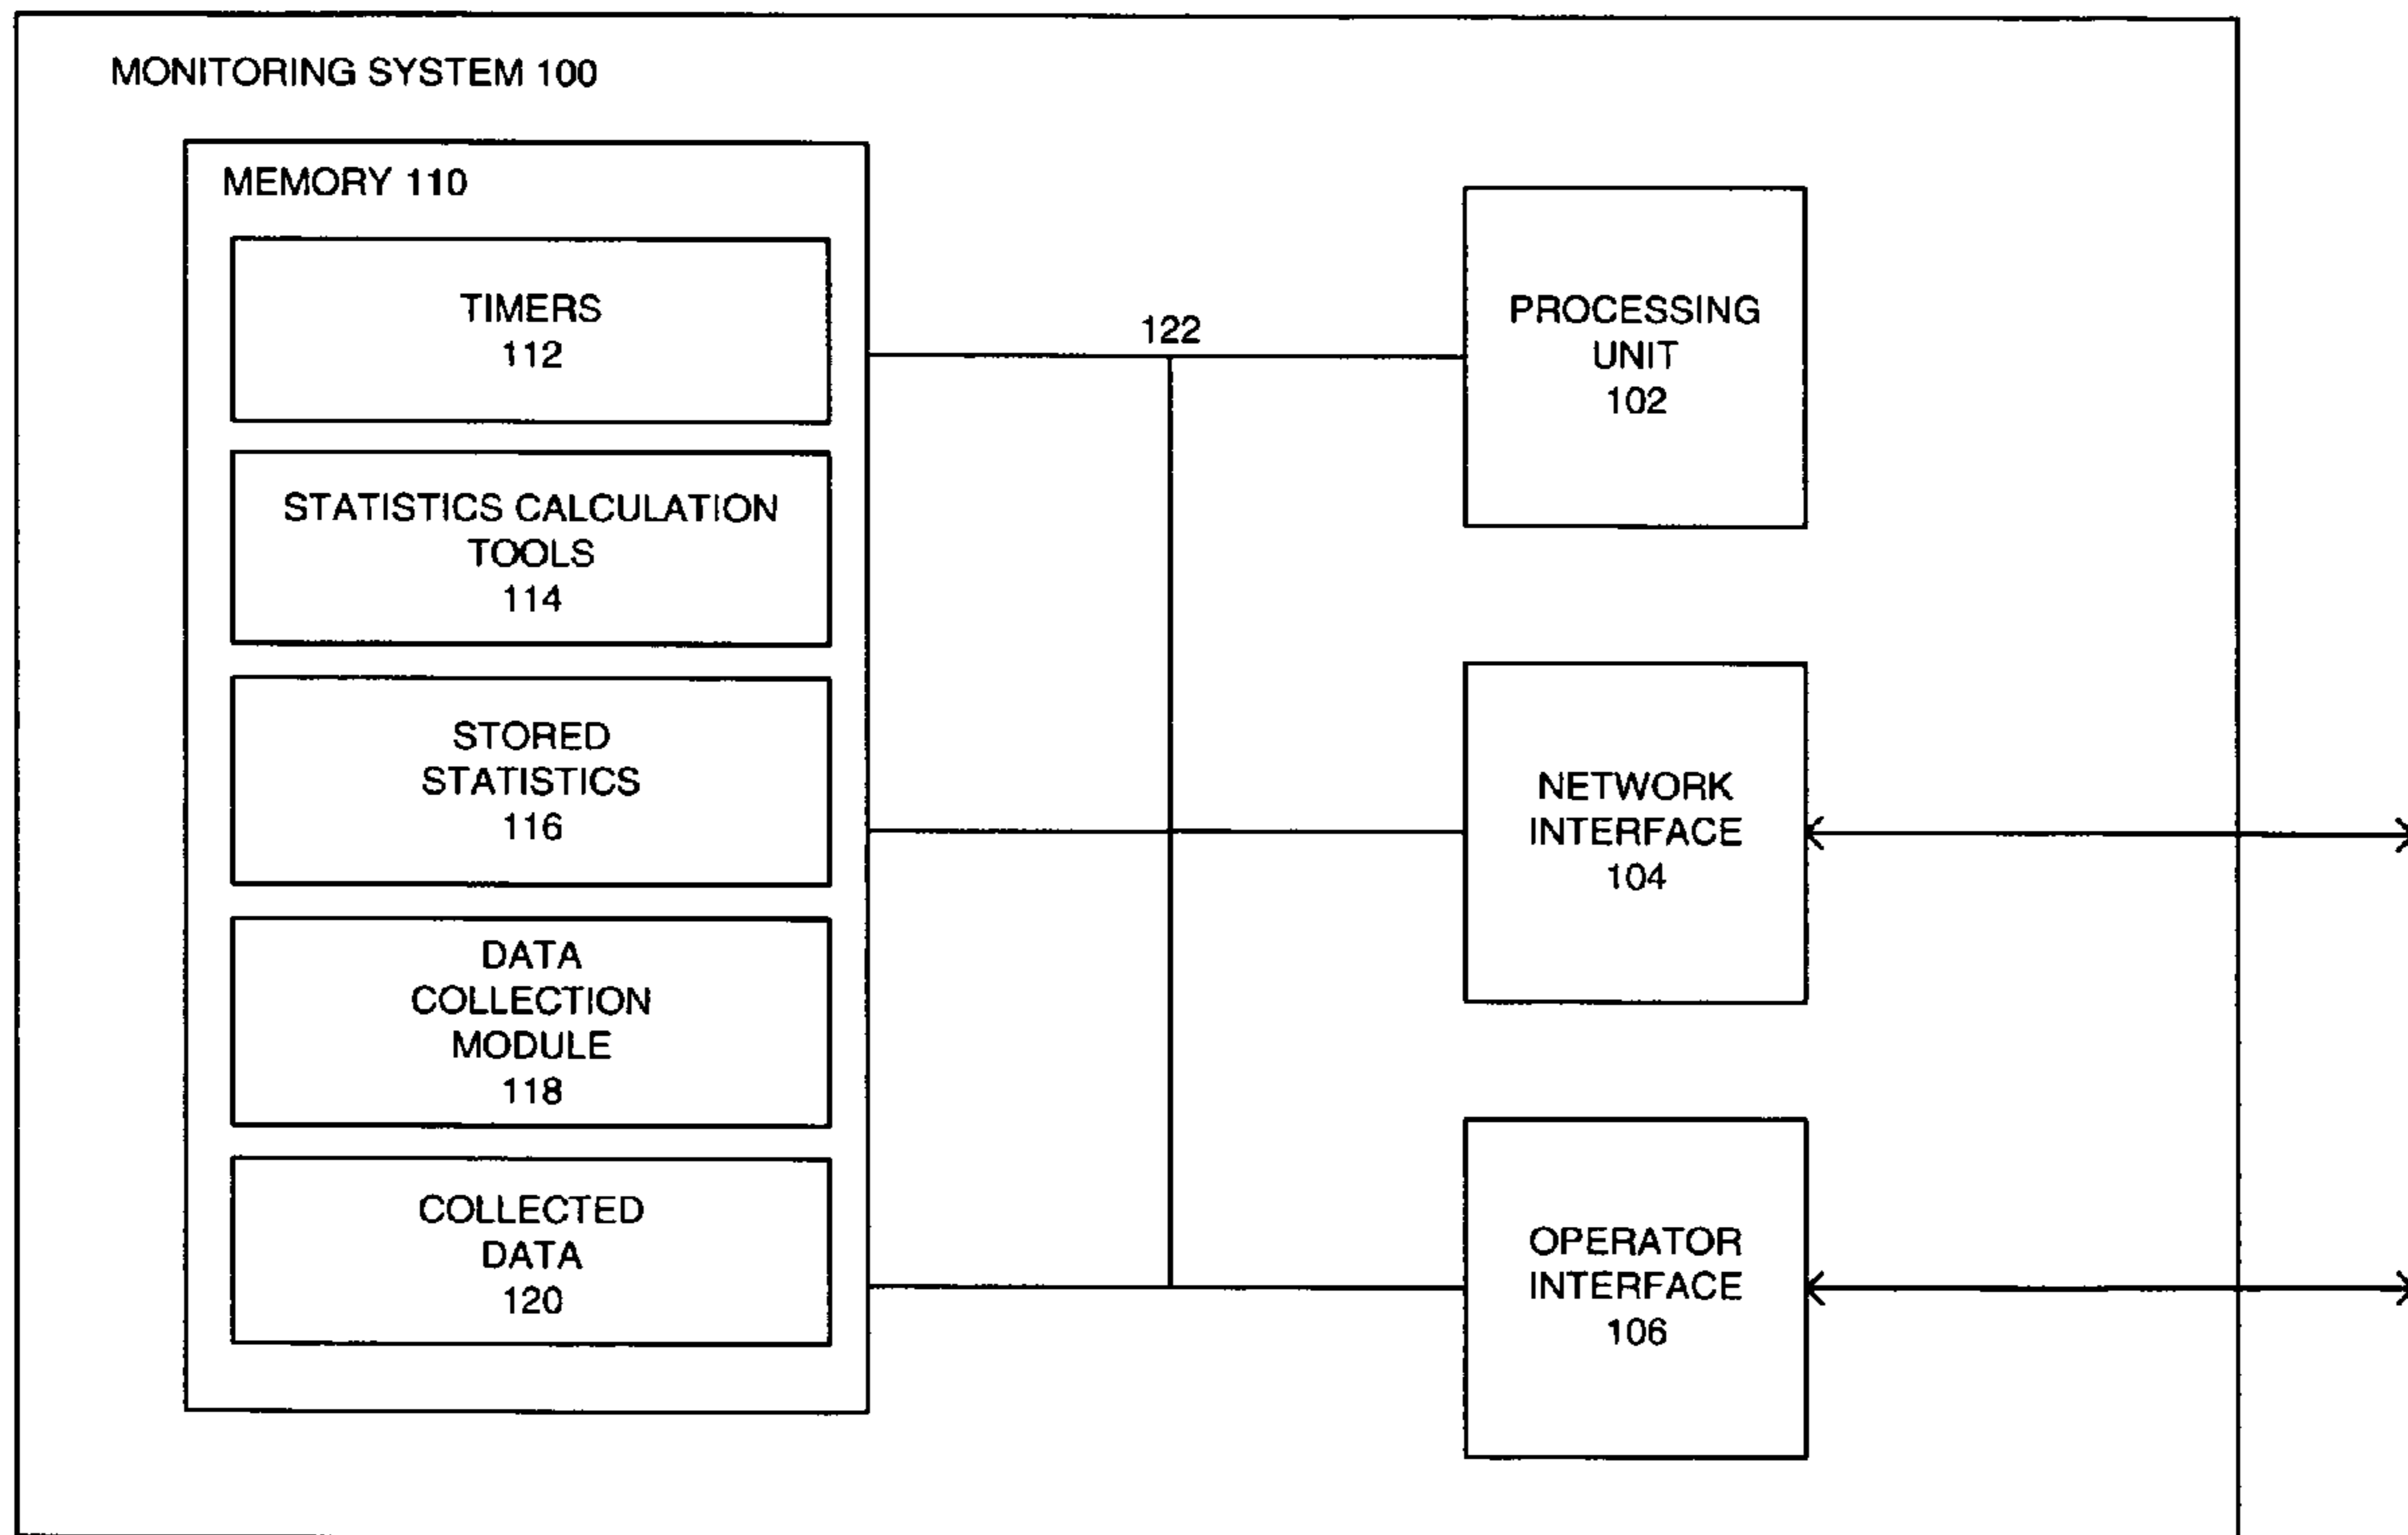 MONITORING SYSTEM 100
MEMORY 110
TIMERS
112
STATISTICS CALCULATION
TOOLS
114
STORED
STATISTICS
116
DATA
COLLECTION
MODULE
118
COLLECTED
DATA
120
122
PROCESSING
UNIT
102
NETWORK
INTERFACE
104
OPERATOR
INTERFACE
106